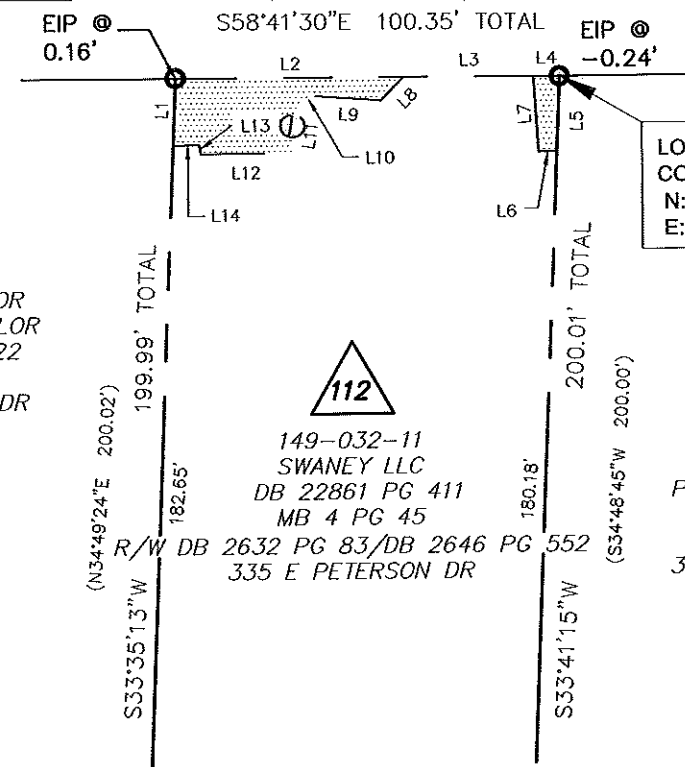 S58°41'30"E 100.35' TOTAL
EIP @
0.16'
EIP @
-0.24'
L2
L3
L4
L1
L13
L9
L8
L7
L5
L11
L10
L12
L14
L6
LO
CO
N:
E:
OR
LOR
22
DR
199.99' TOTAL
200.01' TOTAL
112
(N34°49'24"E 200.02')
182.65'
149-032-11
SWANEY LLC
DB 22861 PG 411
MB 4 PG 45
R/W DB 2632 PG 83/DB 2646 PG 552
335 E PETERSON DR
180.18'
(S34°48'45"W 200.00')
P
3
S33°35'13"W
S33°41'15"W